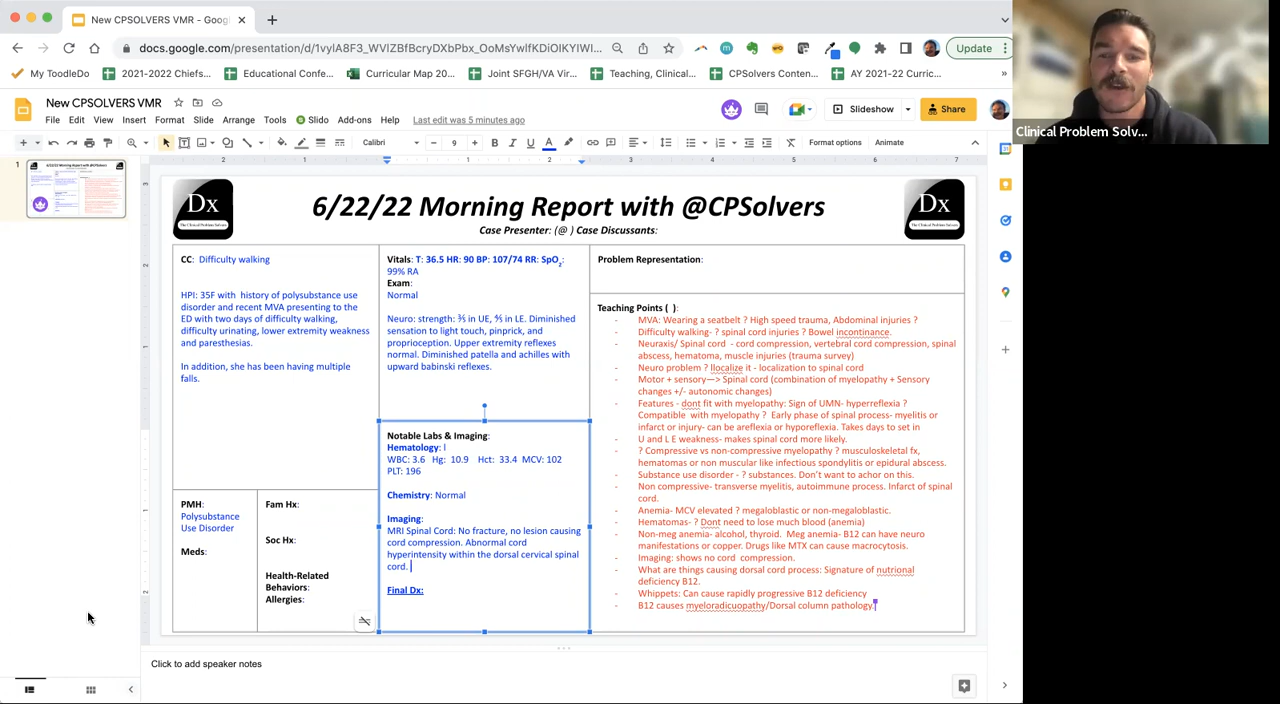 New CPSOLVERS VMR - Goog
docs.google.com/presentation/d/1vyIA8F3_WVlZBfBcryDXbPbx_OoMsYwIfKDiOIKYIWI...
Update
My ToodleDo
2021-2022 Chiefs...
Educational Confe...
Curricular Map 20...
Joint SFGH/VA Vir...
Teaching, Clinical...
CPSolvers Conten...
AY 2021-22 Curric...
New CPSOLVERS VMR
File Edit View Insert Format Slide Arrange Tools Slido Add-ons Help Last edit was 5 minutes ago
Slideshow
Share
Calibri
9
Format options
Animate
Clinical Problem Solv...
1
Dx
The Clinical Problem Solvers
6/22/22 Morning Report with @CPSolvers
Case Presenter: (@ ) Case Discussants:
Dx
The Clinical Problem Solvers
CC: Difficulty walking
HPI: 35F with history of polysubstance use
disorder and recent MVA presenting to the
ED with two days of difficulty walking,
difficulty urinating, lower extremity weakness
and paresthesias.
In addition, she has been having multiple
falls.
PMH:
Polysubstance
Use Disorder
Meds:
Fam Hx:
Soc Hx:
Health-Related
Behaviors:
Allergies:
Vitals: T: 36.5 HR: 90 BP: 107/74 RR: SpO2:
99% RA
Exam:
Normal
Neuro: strength: ⅗ in UE, ⅘ in LE. Diminished
sensation to light touch, pinprick, and
proprioception. Upper extremity reflexes
normal. Diminished patella and achilles with
upward babinski reflexes.
Notable Labs & Imaging:
Hematology:
WBC: 3.6 Hg: 10.9 Hct: 33.4 MCV: 102
PLT: 196
Chemistry: Normal
Imaging:
MRI Spinal Cord: No fracture, no lesion causing
cord compression. Abnormal cord
hyperintensity within the dorsal cervical spinal
cord.
Final Dx:
Problem Representation:
Teaching Points ( ):
- MVA: Wearing a seatbelt ? High speed trauma, Abdominal injuries ?
- Difficulty walking- ? spinal cord injuries ? Bowel incontinance.
- Neuraxis/ Spinal cord - cord compression, vertebral cord compression, spinal
abscess, hematoma, muscle injuries (trauma survey)
- Neuro problem ? llocalize it - localization to spinal cord
- Motor + sensory—> Spinal cord (combination of myelopathy + Sensory
changes +/- autonomic changes)
- Features - dont fit with myelopathy: Sign of UMN- hyperreflexia ?
Compatible with myelopathy ? Early phase of spinal process- myelitis or
infarct or injury- can be areflexia or hyporeflexia. Takes days to set in
- U and L E weakness- makes spinal cord more likely.
- ? Compressive vs non-compressive myelopathy ? musculoskeletal fx,
hematomas or non muscular like infectious spondylitis or epidural abscess.
- Substance use disorder - ? substances. Don't want to achor on this.
- Non compressive- transverse myelitis, autoimmune process. Infarct of spinal
cord.
- Anemia- MCV elevated ? megaloblastic or non-megaloblastic.
- Hematomas- ? Dont need to lose much blood (anemia)
- Non-meg anemia- alcohol, thyroid. Meg anemia- B12 can have neuro
manifestations or copper. Drugs like MTX can cause macrocytosis.
- Imaging: shows no cord compression.
- What are things causing dorsal cord process: Signature of nutrional
deficiency B12.
- Whippets: Can cause rapidly progressive B12 deficiency
- B12 causes myeloradicuopathy/Dorsal column pathology.
Click to add speaker notes